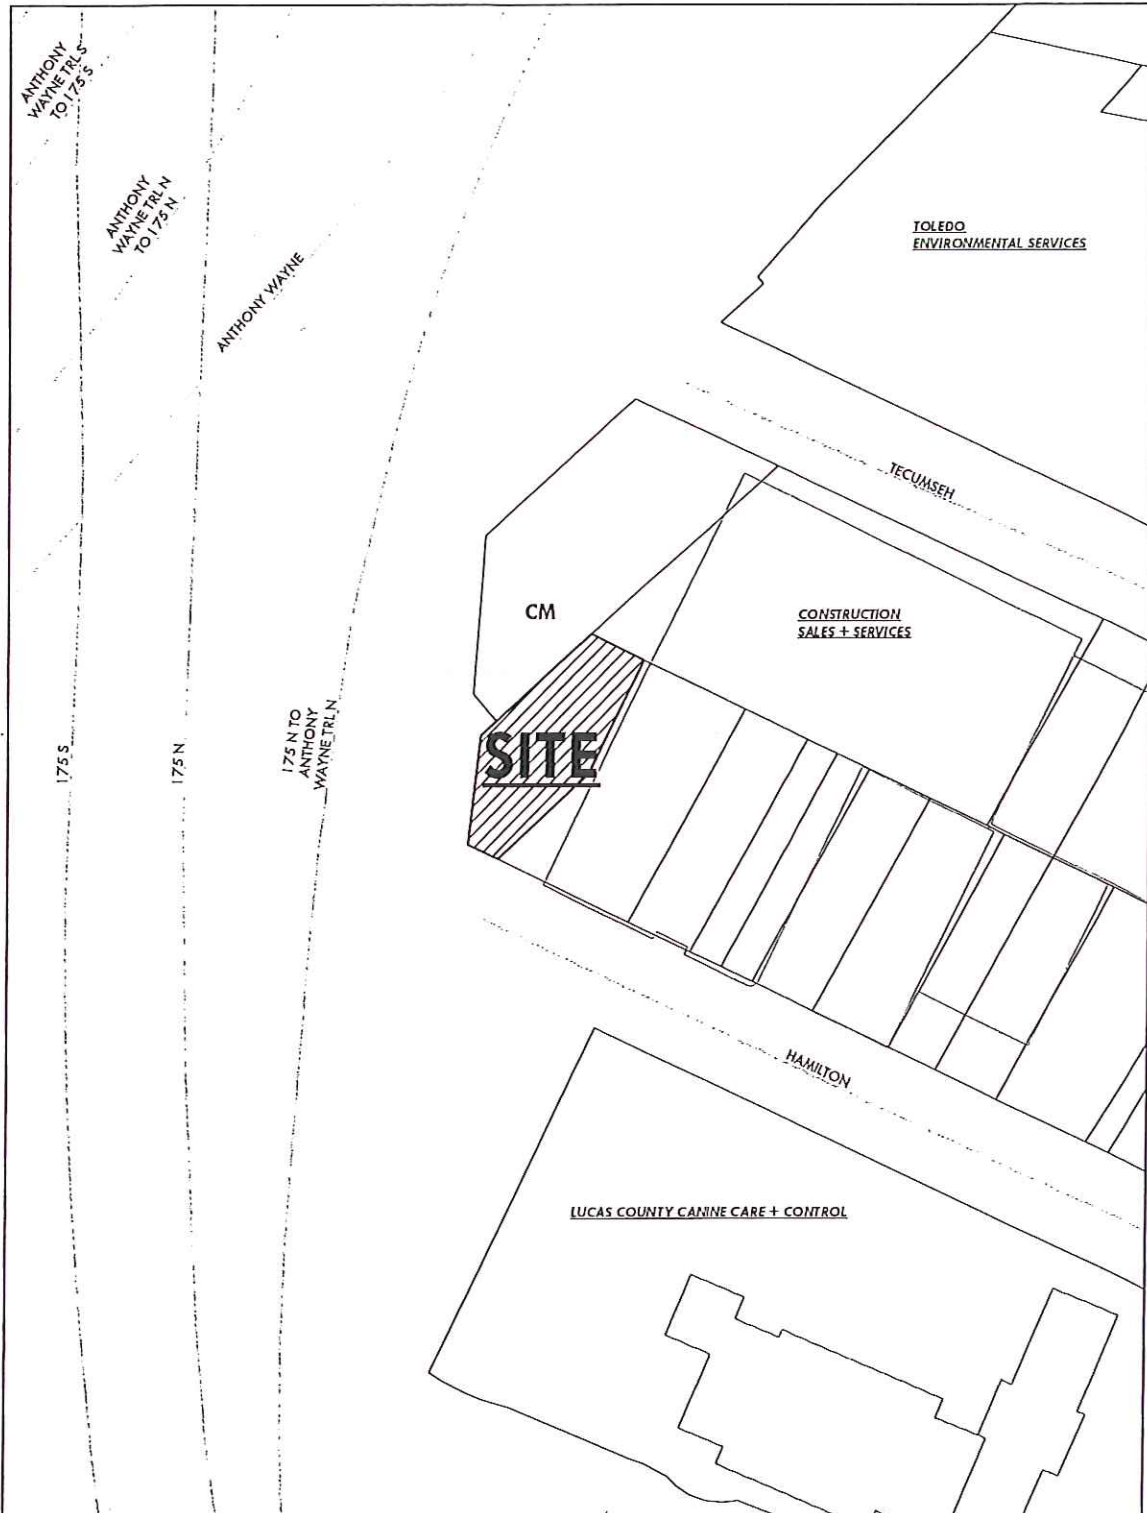 ANTHONY
WAYNE TRL S
TO I 75 S
ANTHONY
WAYNE TRL N
TO I 75 N
ANTHONY WAYNE
TOLEDO
ENVIRONMENTAL SERVICES
TECUMSEH
CM
CONSTRUCTION
SALES + SERVICES
I 75 S
I 75 N
I 75 N TO
ANTHONY
WAYNE TRL N
SITE
HAMILTON
LUCAS COUNTY CANINE CARE + CONTROL